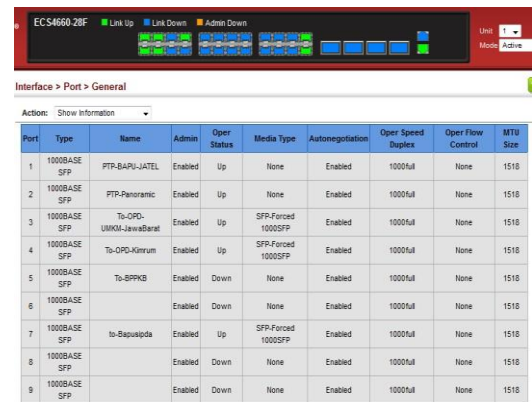 e ECS4660-28F Link Up Link Down Admin Down
Unit 1
Mode Active
Interface > Port > General
Action: Show Information
Port Type Name Admin Oper Status Media Type Autonegotiation Oper Speed Duplex Oper Flow Control MTU Size
1 1000BASE SFP PTP-BAPU-JATEL Enabled Up None Enabled 1000full None 1518
2 1000BASE SFP PTP-Panoramic Enabled Up None Enabled 1000full None 1518
3 1000BASE SFP To-OPD-UMKM-JawaBarat Enabled Up SFP-Forced 1000SFP Enabled 1000full None 1518
4 1000BASE SFP To-OPD-Kimrum Enabled Up SFP-Forced 1000SFP Enabled 1000full None 1518
5 1000BASE SFP To-BPPKB Enabled Down None Enabled 1000full None 1518
6 1000BASE SFP Enabled Down None Enabled 1000full None 1518
7 1000BASE SFP to-Bapusipda Enabled Up SFP-Forced 1000SFP Enabled 1000full None 1518
8 1000BASE SFP Enabled Down None Enabled 1000full None 1518
9 1000BASE SFP Enabled Down None Enabled 1000full None 1518